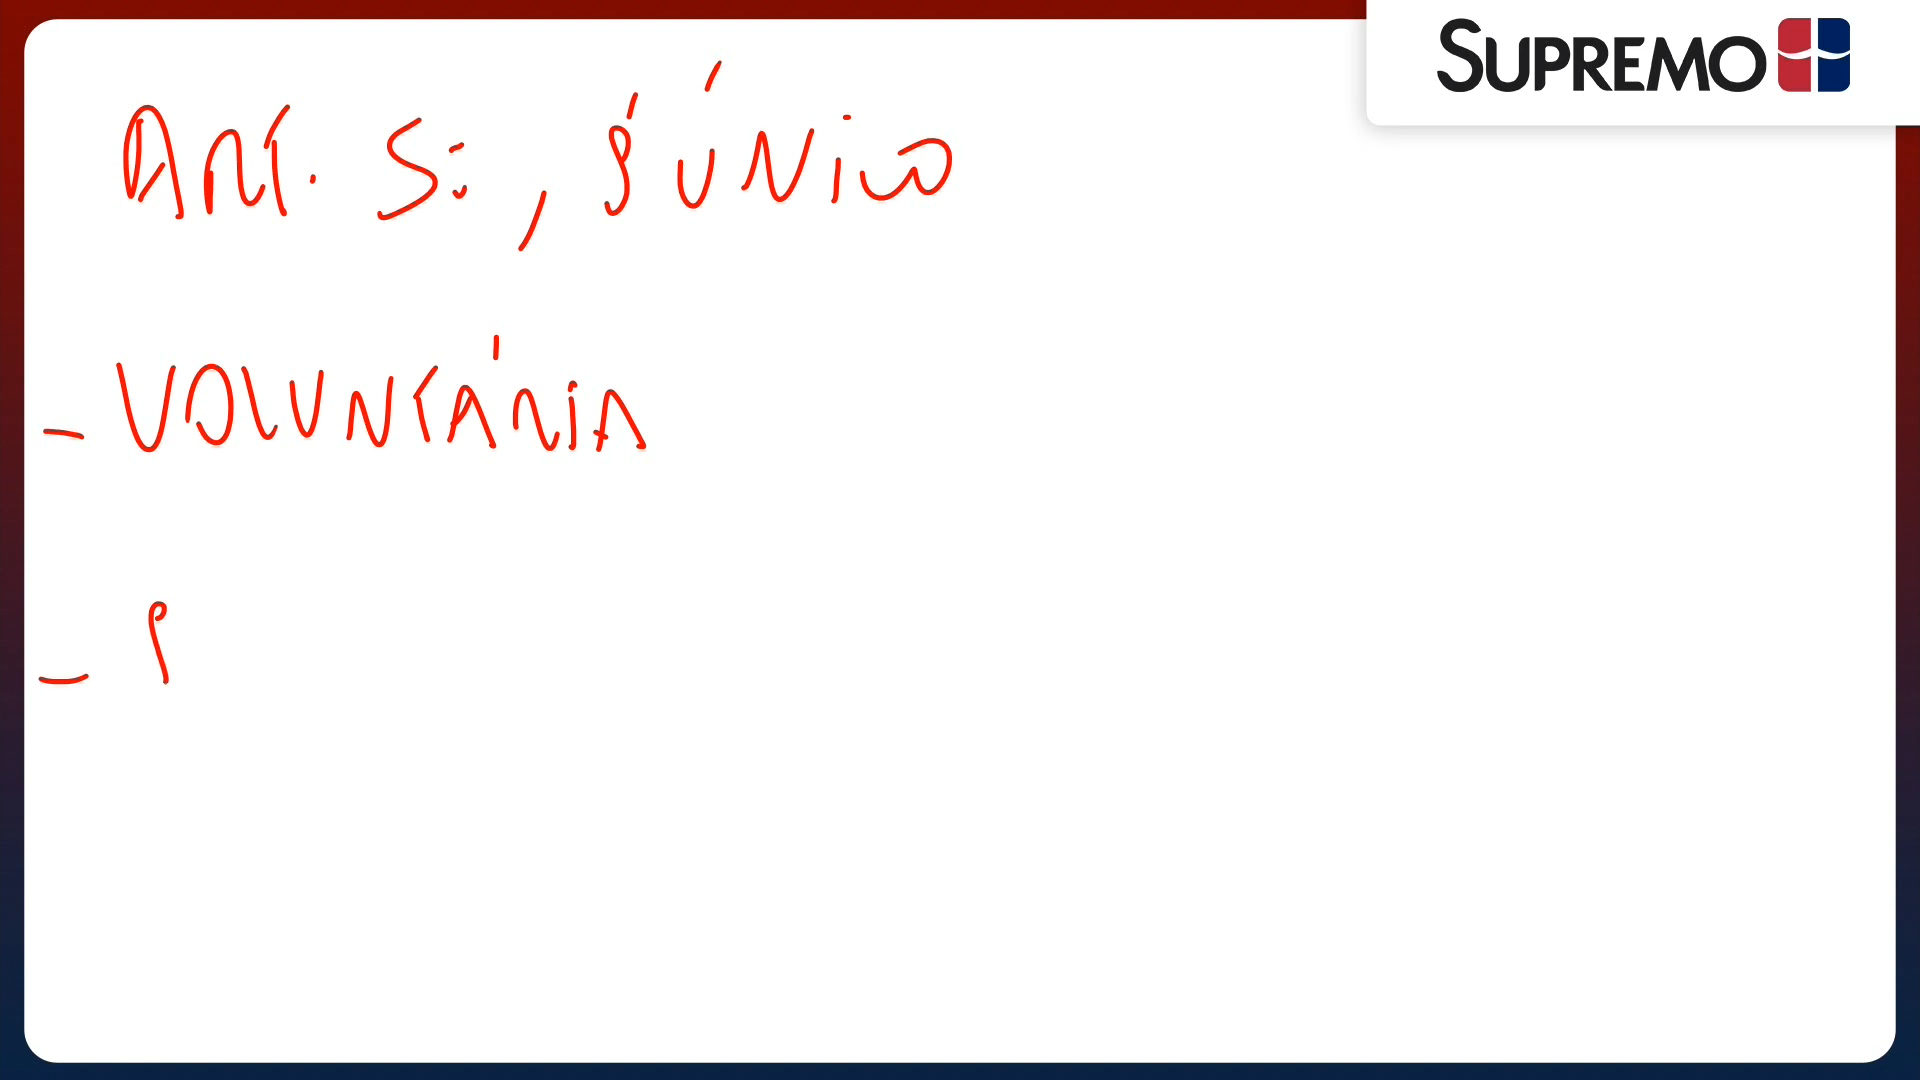 SUPREMO
ART. 5º, § ÚNICO
- VOLUNTÁRIA
-